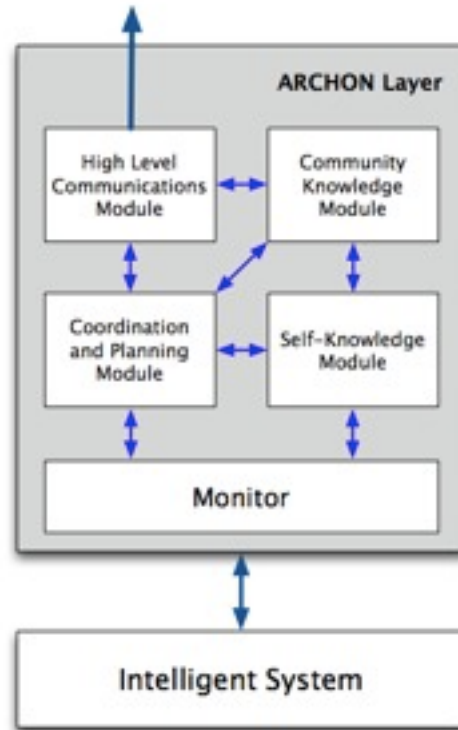 ARCHON Layer
High Level
Communications
Module
Community
Knowledge
Module
Coordination
and Planning
Module
Self-Knowledge
Module
Monitor
Intelligent System